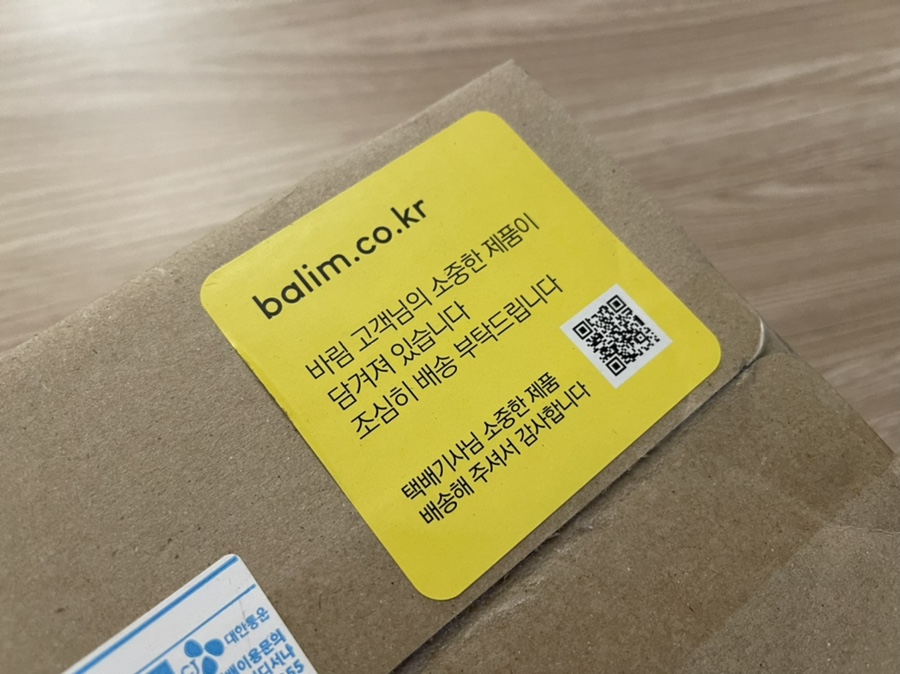 balim.co.kr
바림 고객님의 소중한 제품이
담겨져 있습니다
조심히 배송 부탁드립니다
택배기사님 소중한 제품
배송해 주셔서 감사합니다
CJ 대한통운